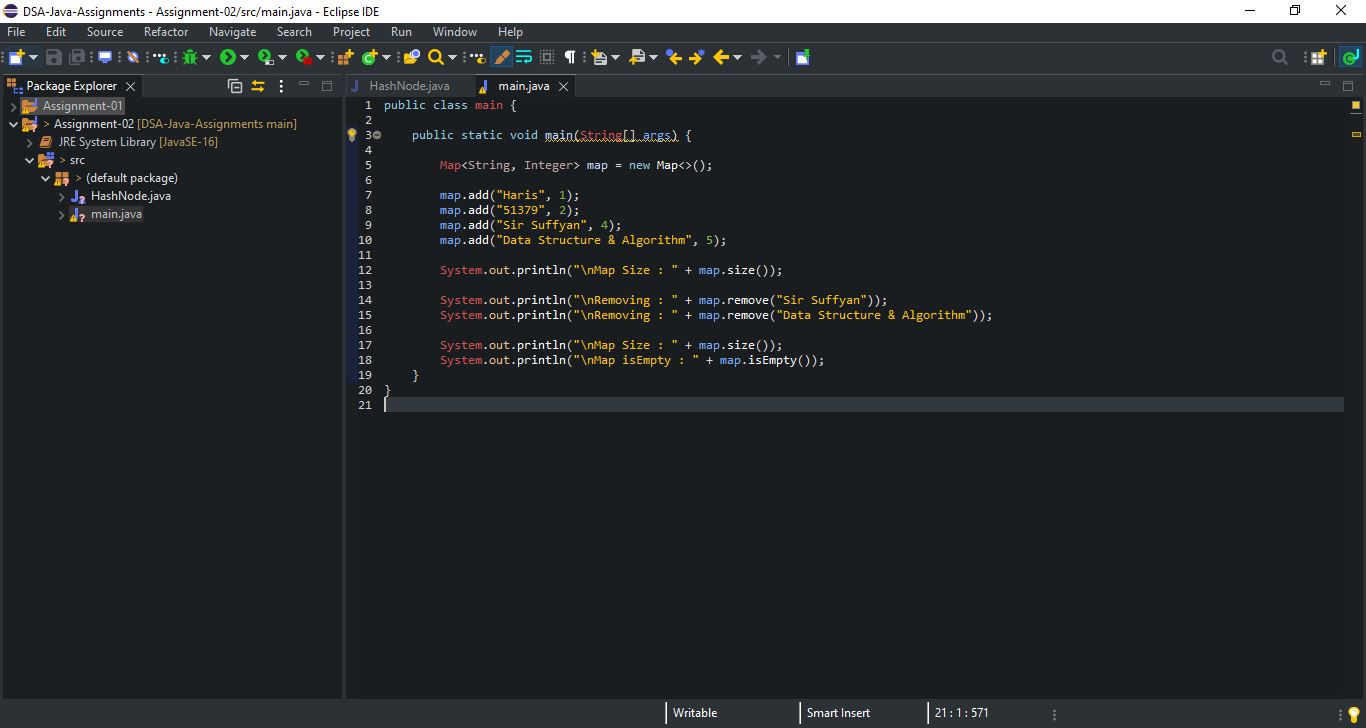 DSA-Java-Assignments - Assignment-02/src/main.java - Eclipse IDE
File Edit Source Refactor Navigate Search Project Run Window Help
Package Explorer
HashNode.java main.java
Assignment-01
> Assignment-02 [DSA-Java-Assignments main]
JRE System Library [JavaSE-16]
> src
> (default package)
HashNode.java
main.java
1 public class main {
2
3 public static void main(String[] args) {
4
5 Map<String, Integer> map = new Map<>();
6
7 map.add("Haris", 1);
8 map.add("51379", 2);
9 map.add("Sir Suffyan", 4);
10 map.add("Data Structure & Algorithm", 5);
11
12 System.out.println("\nMap Size : " + map.size());
13
14 System.out.println("\nRemoving : " + map.remove("Sir Suffyan"));
15 System.out.println("\nRemoving : " + map.remove("Data Structure & Algorithm"));
16
17 System.out.println("\nMap Size : " + map.size());
18 System.out.println("\nMap isEmpty : " + map.isEmpty());
19 }
20 }
21
Writable Smart Insert 21 : 1 : 571